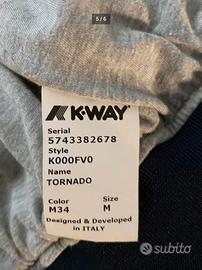 5/6
K-WAY
Serial
5743382678
Style
K000FV0
Name
TORNADO
Color Size
M34 M
Designed & Developed
in ITALY
subito